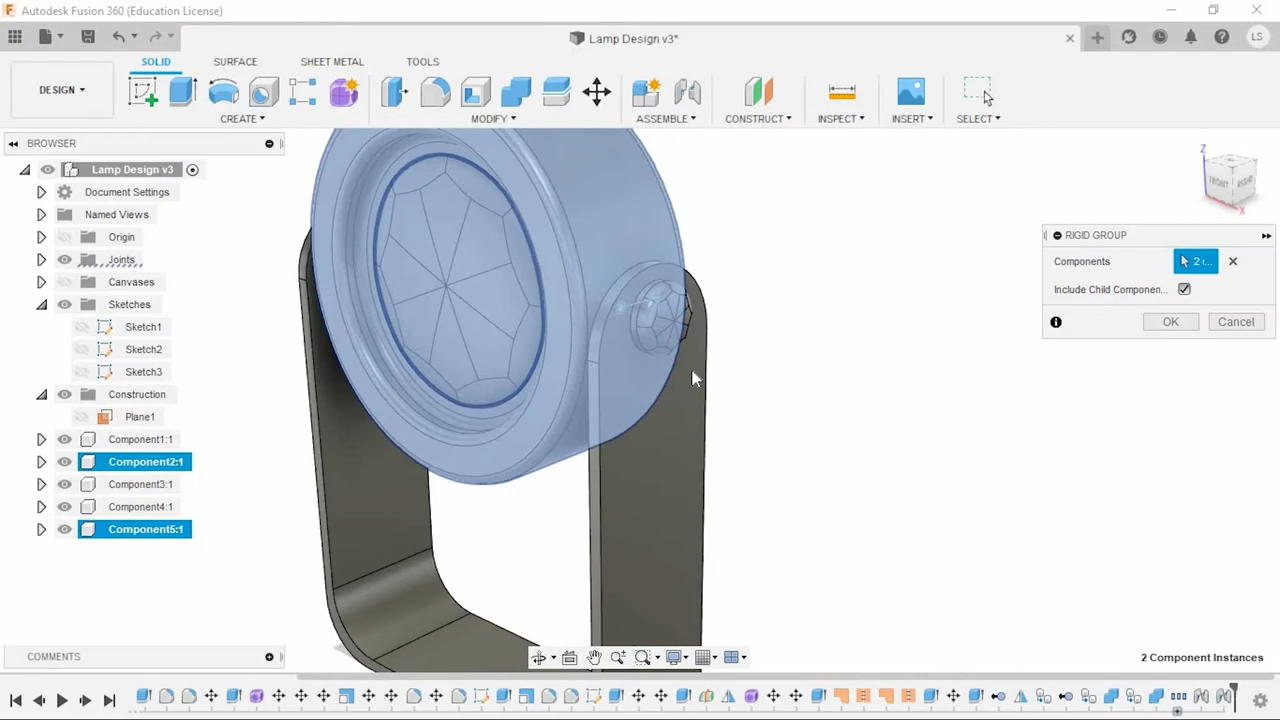 Autodesk Fusion 360 (Education License)
Lamp Design v3*
LS
SOLID SURFACE SHEET METAL TOOLS
DESIGN
CREATE MODIFY ASSEMBLE CONSTRUCT INSPECT INSERT SELECT
BROWSER
Lamp Design v3
Document Settings
Named Views
Origin
Joints
Canvases
Sketches
Sketch1
Sketch2
Sketch3
Construction
Plane1
Component1:1
Component2:1
Component3:1
Component4:1
Component5:1
Z
FRONT RIGHT
X
RIGID GROUP
Components 2 ı...
Include Child Componen...
OK Cancel
COMMENTS
2 Component Instances